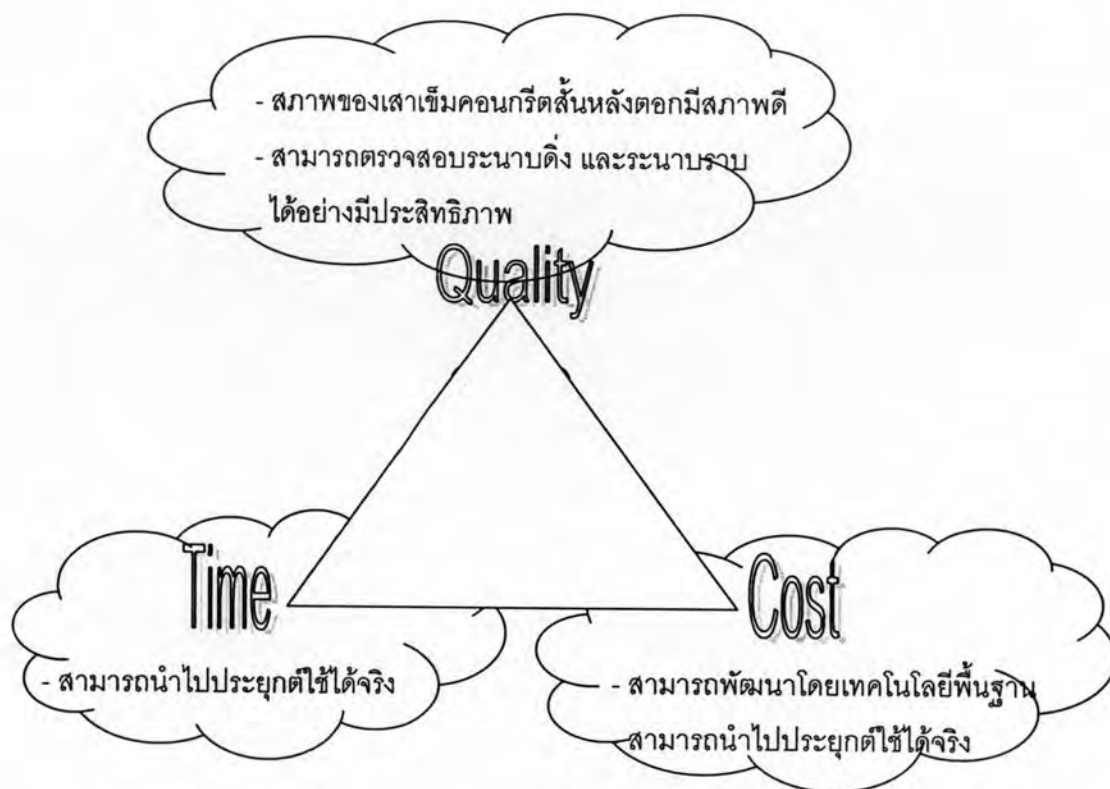 - สภาพของเสาเข็มคอนกรีตสั้นหลังตอกมีสภาพดี
- สามารถตรวจสอบระนาบดิ่ง และระนาบราบ
ได้อย่างมีประสิทธิภาพ
Quality
Time
- สามารถนำไปประยุกต์ใช้ได้จริง
Cost
- สามารถพัฒนาโดยเทคโนโลยีพื้นฐาน
สามารถนำไปประยุกต์ใช้ได้จริง